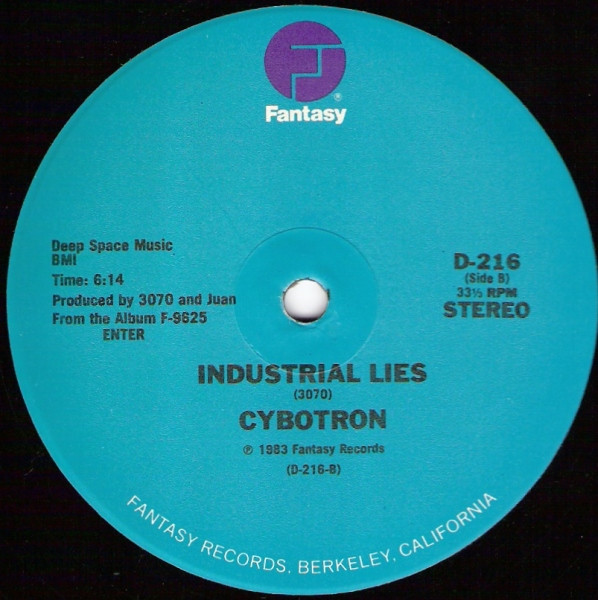 Fantasy
®
Deep Space Music
BMI
Time: 6:14
Produced by 3070 and Juan
From the Album F-9625
ENTER
D-216
(Side B)
33⅓ RPM
STEREO
INDUSTRIAL LIES
(3070)
CYBOTRON
℗ 1983 Fantasy Records
(D-216-B)
FANTASY RECORDS, BERKELEY, CALIFORNIA